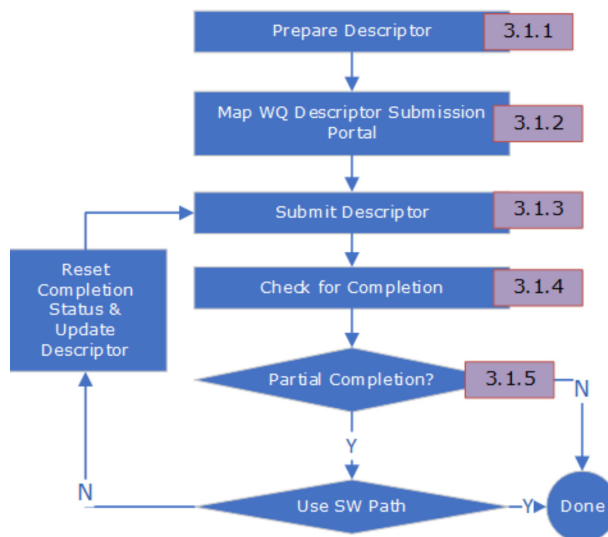 Prepare Descriptor
3.1.1
Map WQ Descriptor Submission
Portal
3.1.2
Submit Descriptor
3.1.3
Reset
Completion
Status &
Update
Descriptor
Check for Completion
3.1.4
Partial Completion?
3.1.5
N
Y
N
Use SW Path
Y
Done